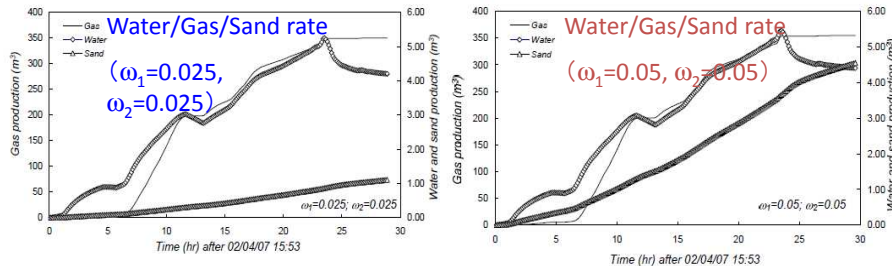 Water/Gas/Sand rate
（ω1=0.025,
ω2=0.025）
Gas
Water
Sand
Gas production (m3)
400
350
300
250
200
150
100
50
0
Water and sand production (m3)
6.00
5.00
4.00
3.00
2.00
1.00
0.00
0 5 10 15 20 25 30
ω1=0.025; ω2=0.025
Time (hr) after 02/04/07 15:53
Water/Gas/Sand rate
（ω1=0.05, ω2=0.05）
Gas
Water
Sand
Gas production (m3)
400
350
300
250
200
150
100
50
0
Water and sand production (m3)
6.00
5.00
4.00
3.00
2.00
1.00
0.00
0 5 10 15 20 25 30
ω1=0.05; ω2=0.05
Time (hr) after 02/04/07 15:53